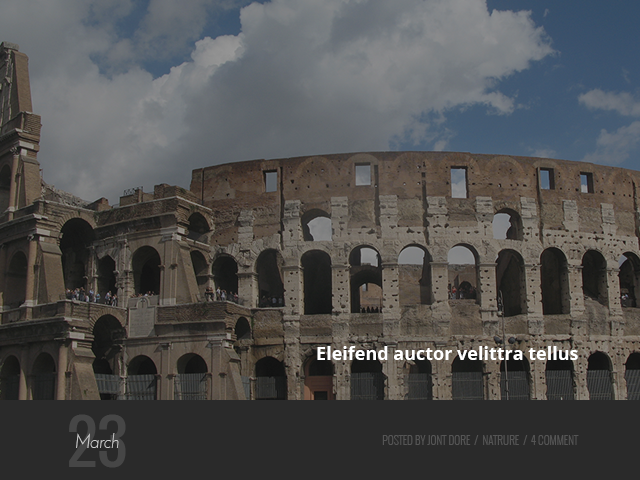 Eleifend auctor velittra tellus
23
March
POSTED BY JONT DORE / NATRURE / 4 COMMENT